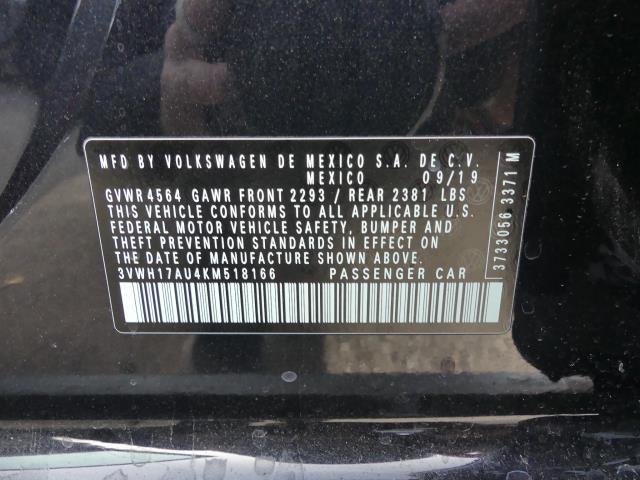 MFD BY VOLKSWAGEN DE MEXICO S.A. DE C.V.
MEXICO 09/19
GVWR 4564 GAWR FRONT 2293 / REAR 2381 LBS
THIS VEHICLE CONFORMS TO ALL APPLICABLE U.S.
FEDERAL MOTOR VEHICLE SAFETY, BUMPER AND
THEFT PREVENTION STANDARDS IN EFFECT ON THE
DATE OF MANUFACTURE SHOWN ABOVE.
3VWH17AU4KM518166 PASSENGER CAR
3733056 3371 M